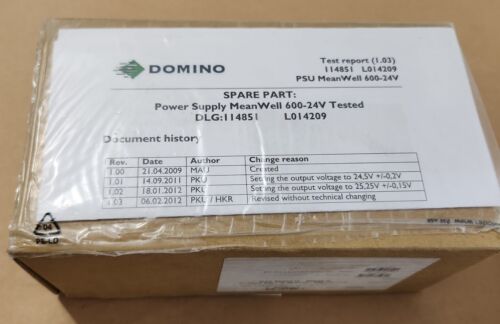 DOMINO
Test report (1.03)
114851 L014209
PSU MeanWell 600-24V
SPARE PART:
Power Supply MeanWell 600-24V Tested
DLG:114851 L014209
Document history
Rev. Date Author Change reason
1.00 21.04.2009 MAU Created
1.01 14.09.2011 PKU Setting the output voltage to 24,5V +/-0,2V
1.02 18.01.2012 PKU Setting the output voltage to 25,25V +/-0,15V
1.03 06.02.2012 PKU / HKR Revised without technical changing
04
PE-LD